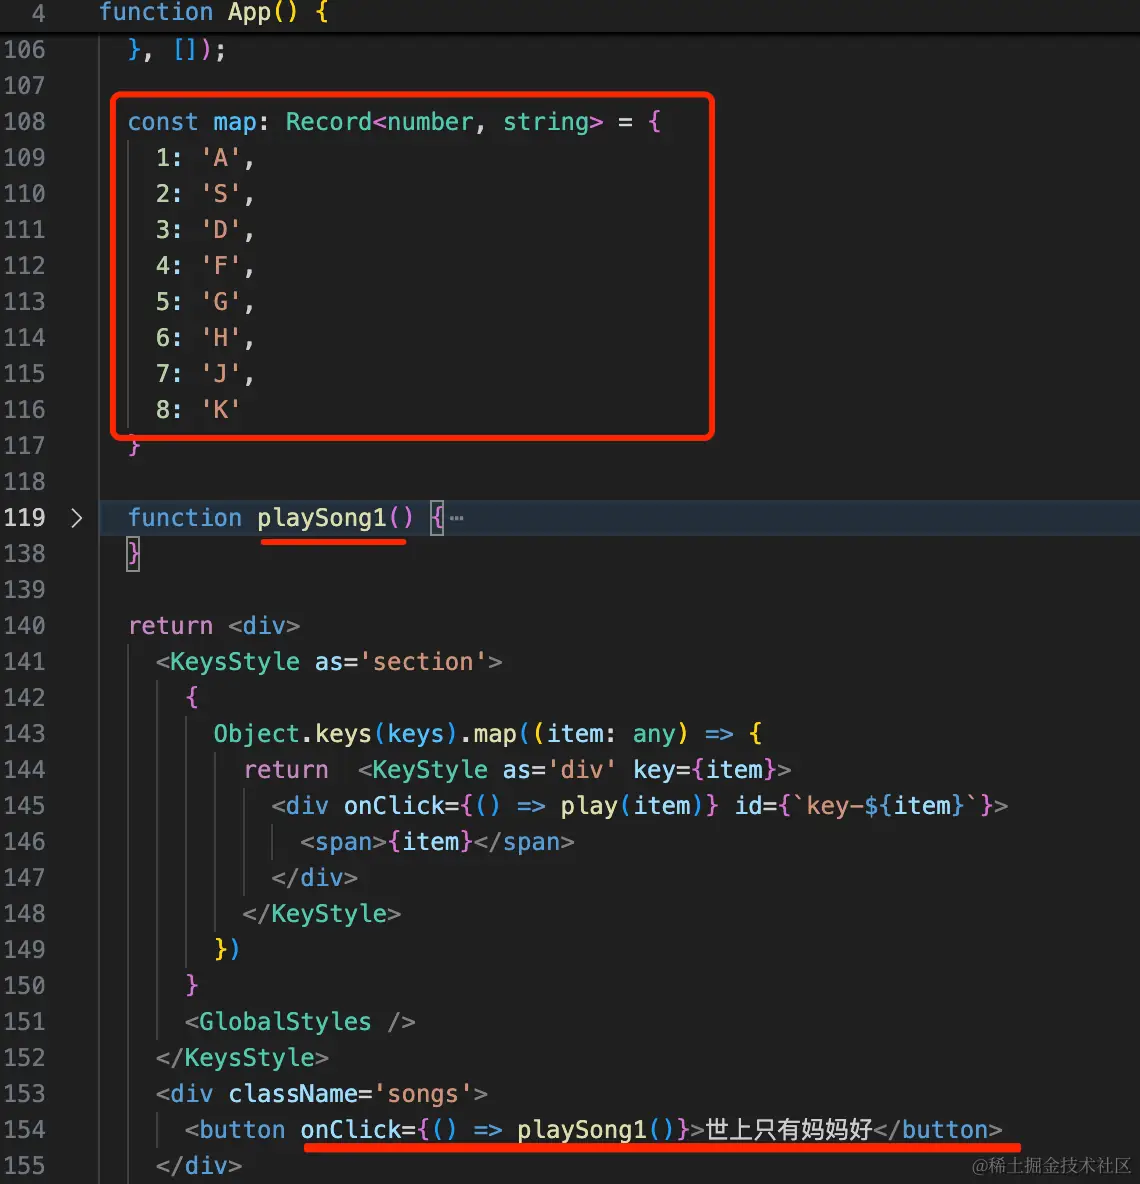 4 function App() {
106 }, []);
107
108 const map: Record<number, string> = {
109 1: 'A',
110 2: 'S',
111 3: 'D',
112 4: 'F',
113 5: 'G',
114 6: 'H',
115 7: 'J',
116 8: 'K'
117 }
118
119 > function playSong1() { ⋯
138 }
139
140 return <div>
141 <KeysStyle as='section'>
142 {
143 Object.keys(keys).map((item: any) => {
144 return  <KeyStyle as='div' key={item}>
145 <div onClick={() => play(item)} id={`key-${item}`}>
146 <span>{item}</span>
147 </div>
148 </KeyStyle>
149 })
150 }
151 <GlobalStyles />
152 </KeysStyle>
153 <div className='songs'>
154 <button onClick={() => playSong1()}>世上只有妈妈好</button>
155 </div>
@稀土掘金技术社区